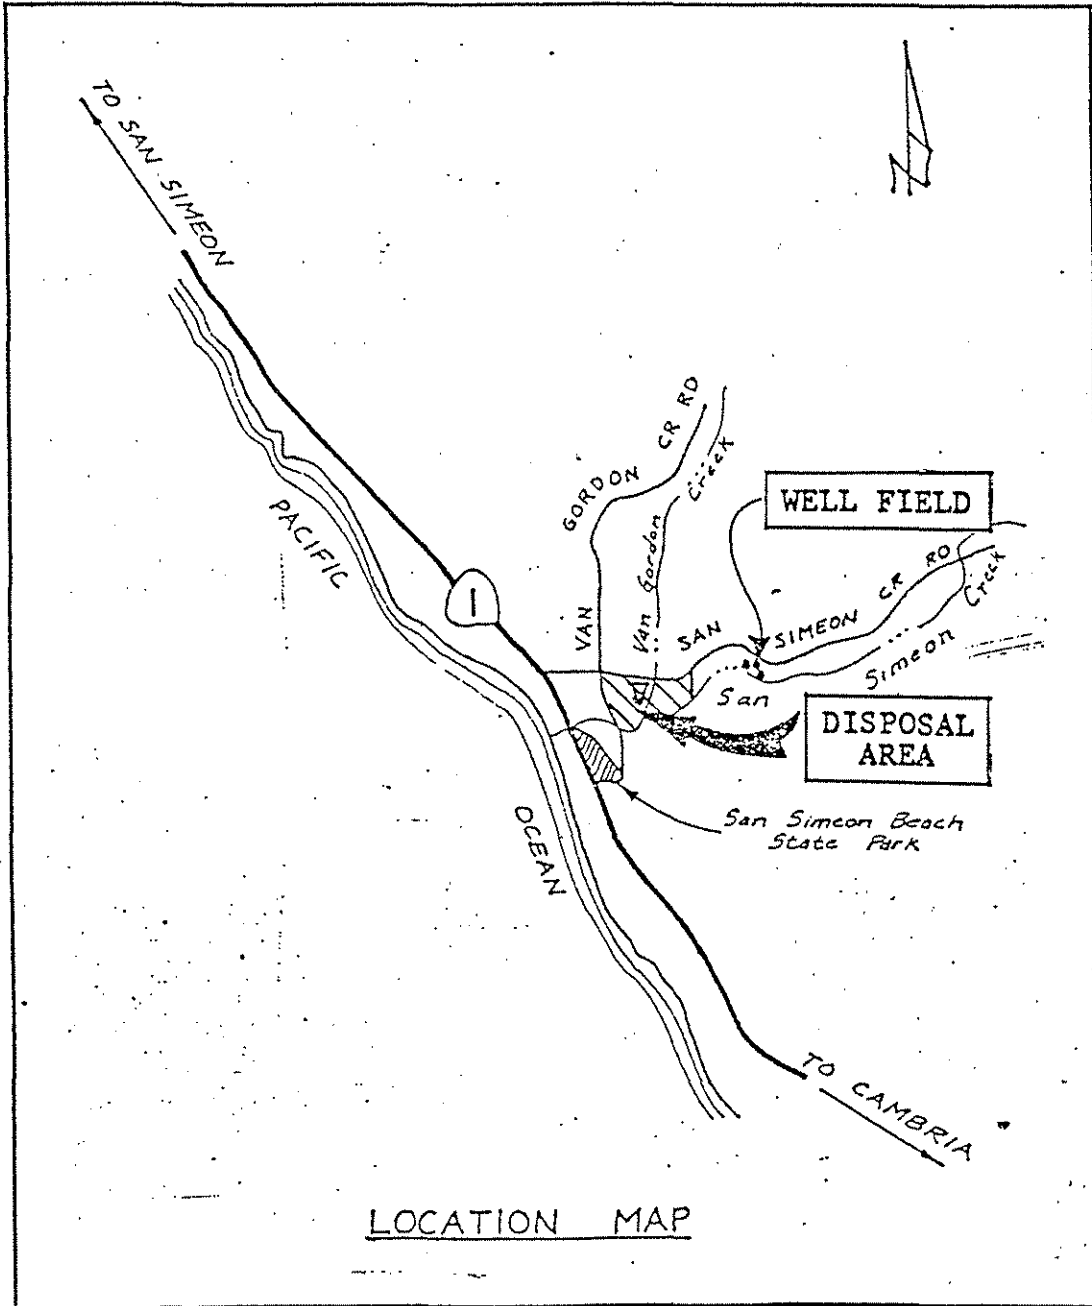 TO SAN SIMEON
N
PACIFIC
OCEAN
1
VAN GORDON CR RD
Van Gordon Creek
WELL FIELD
SAN SIMEON CR RD
San Simeon Creek
DISPOSAL
AREA
San Simeon Beach
State Park
TO CAMBRIA
LOCATION MAP